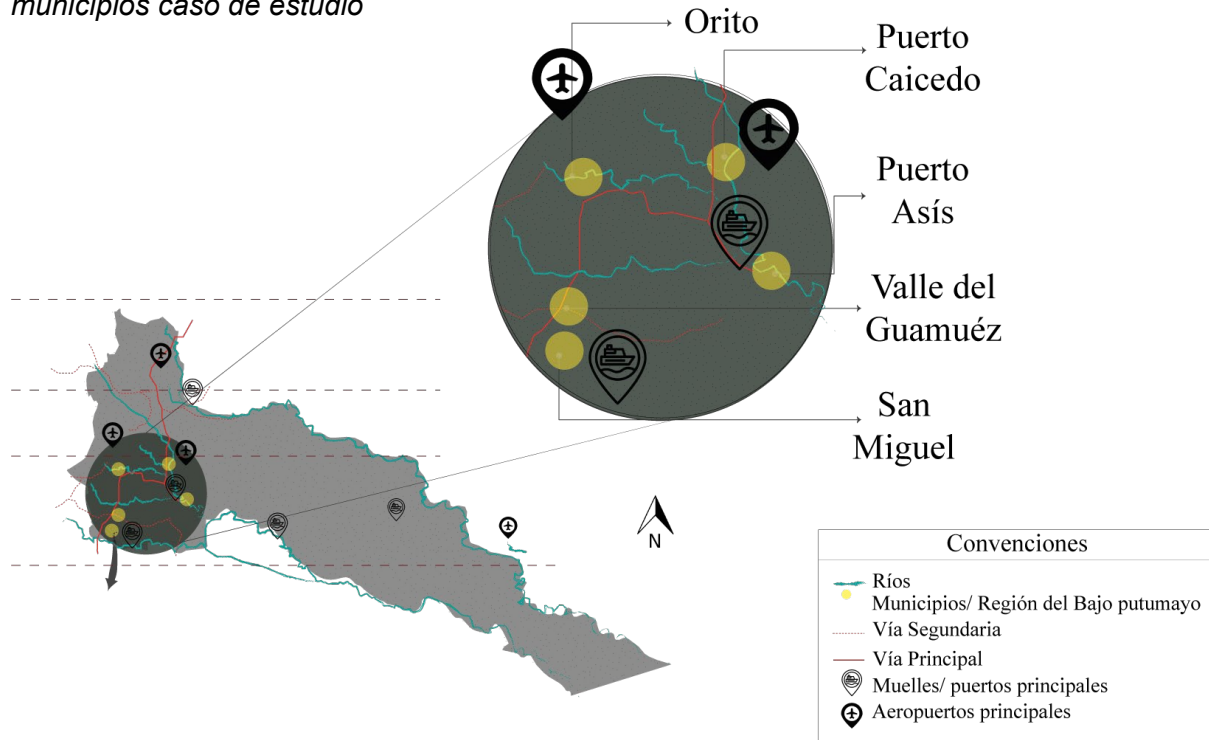 municipios caso de estudio
Orito
Puerto
Caicedo
Puerto
Asís
Valle del
Guamuéz
San
Miguel
N
Convenciones
Ríos
Municipios/ Región del Bajo putumayo
Vía Segundaria
Vía Principal
Muelles/ puertos principales
Aeropuertos principales